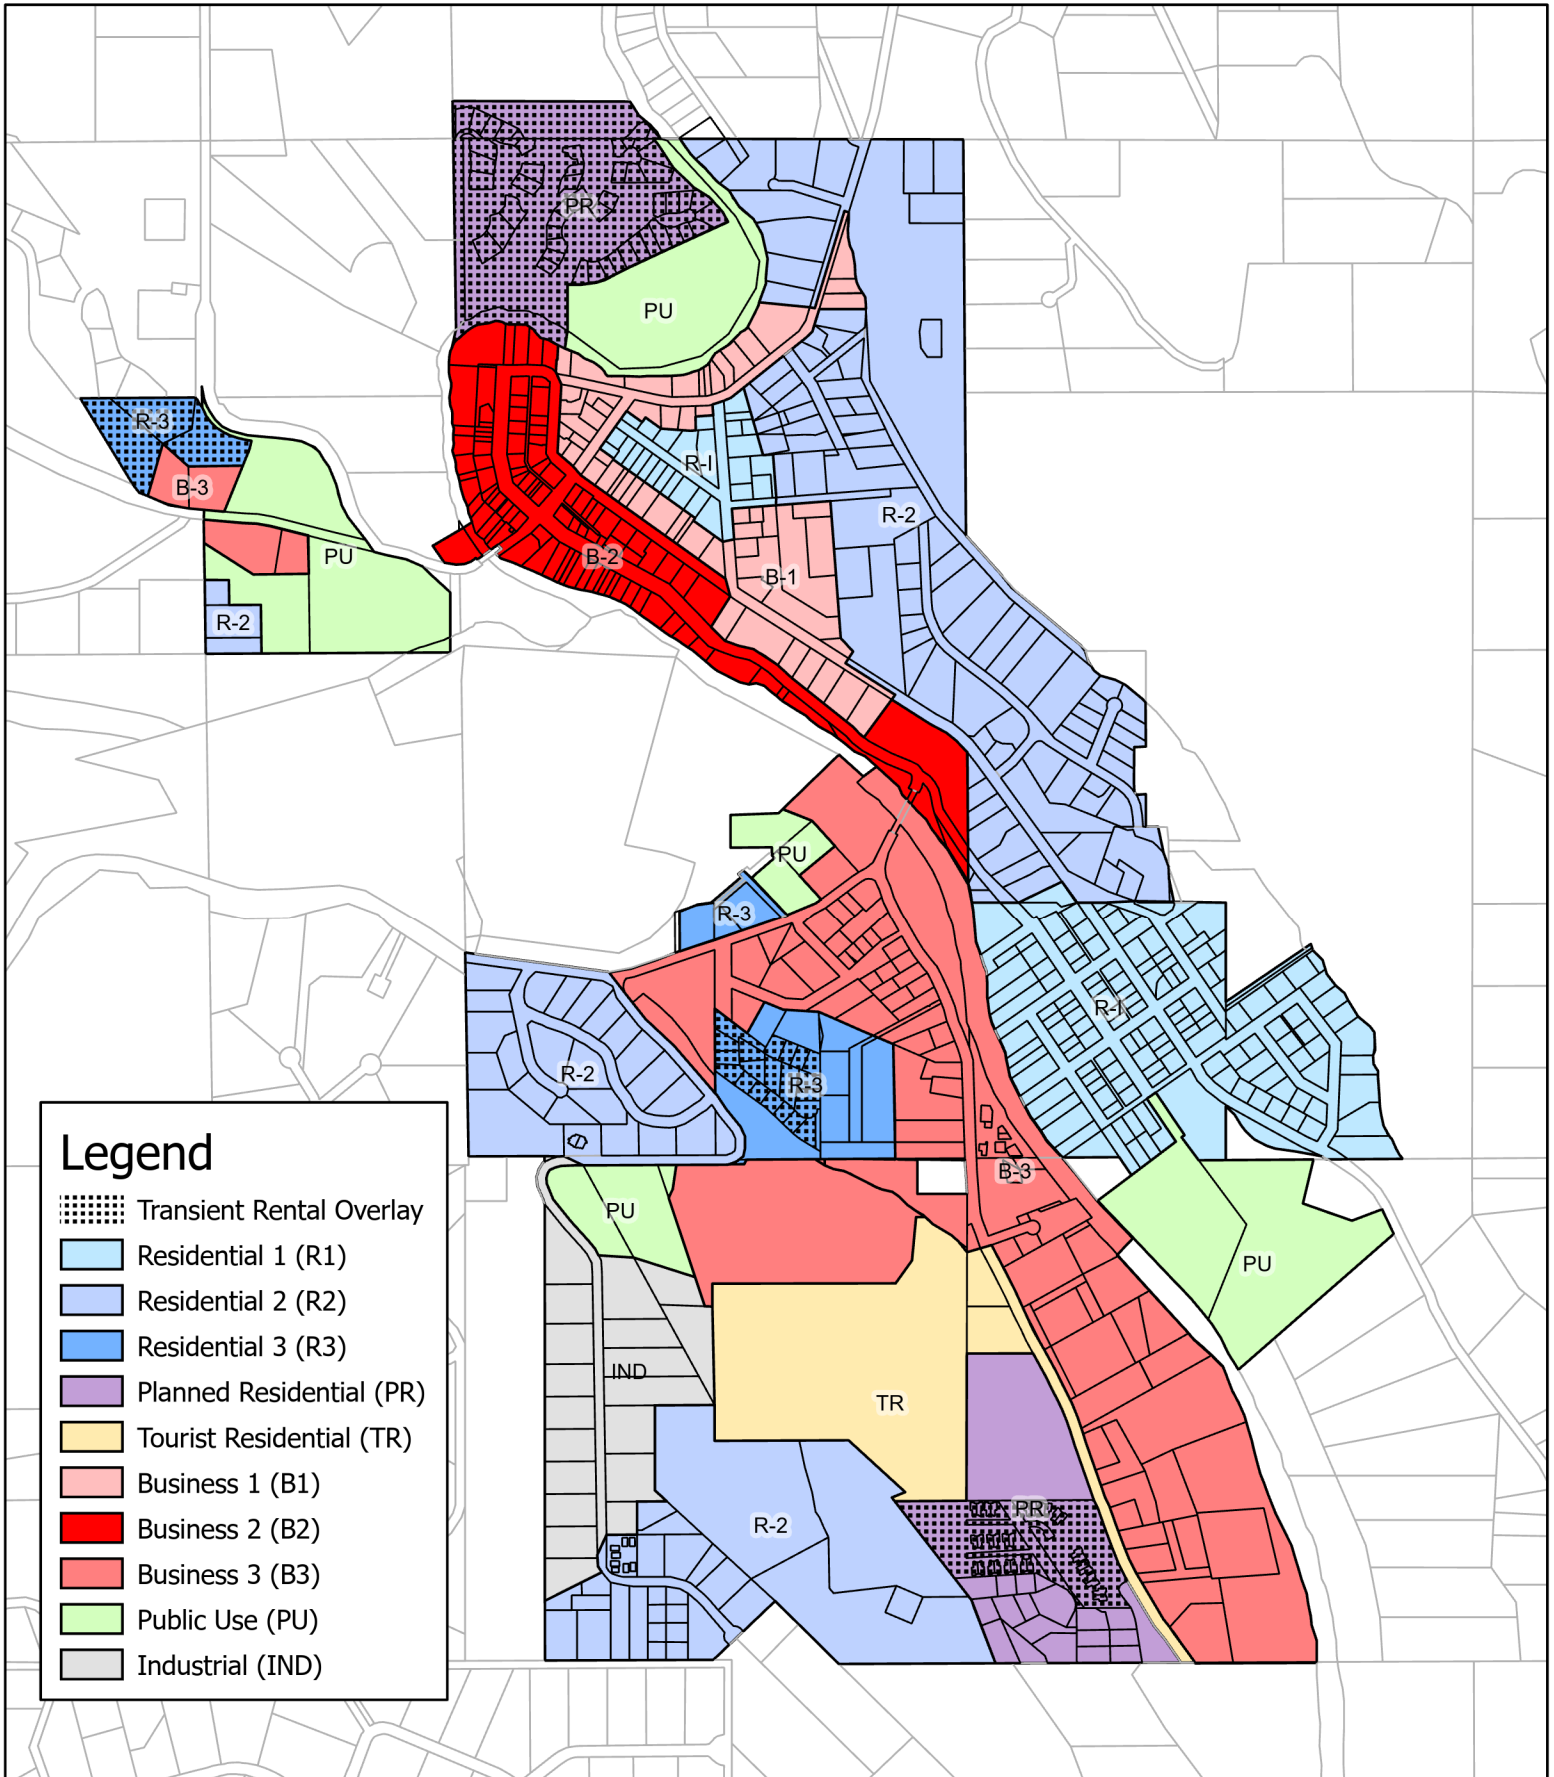 PR
PU
R-3
R-I
B-3
R-2
PU
B-2
B-1
R-2
PU
R-3
R-I
R-2
R-3
B-3
PU
PU
IND
TR
PR
R-2
Legend
Transient Rental Overlay
Residential 1 (R1)
Residential 2 (R2)
Residential 3 (R3)
Planned Residential (PR)
Tourist Residential (TR)
Business 1 (B1)
Business 2 (B2)
Business 3 (B3)
Public Use (PU)
Industrial (IND)